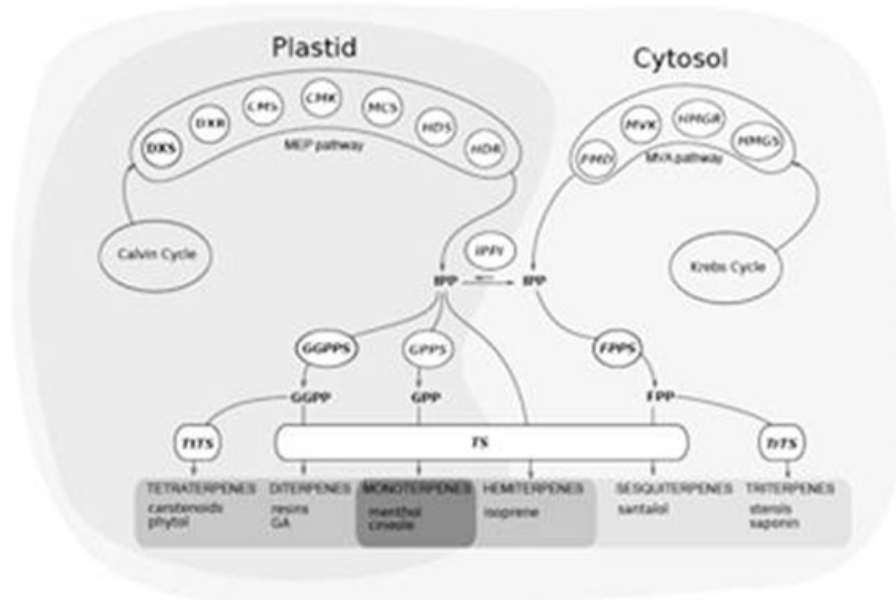 Plastid
Cytosol
DXS
DXR
CMS
CMK
MCS
HDS
HDR
MEP pathway
PMD
MVK
HMGR
HMGS
MVA pathway
Calvin Cycle
Krebs Cycle
IPPI
IPP
IPP
GGPPS
GPPS
FPPS
GGPP
GPP
FPP
TtTS
TS
TrTS
TETRATERPENES
carotenoids
phytol
DITERPENES
resins
GA
MONOTERPENES
menthol
cineole
HEMITERPENES
isoprene
SESQUITERPENES
santalol
TRITERPENES
sterols
saponin